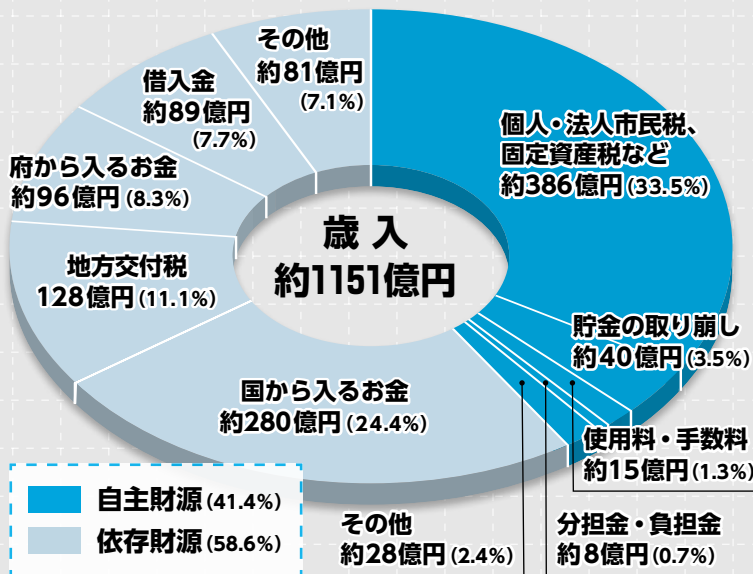 その他
約81億円
(7.1%)
借入金
約89億円
(7.7%)
府から入るお金
約96億円(8.3%)
地方交付税
128億円(11.1%)
国から入るお金
約280億円(24.4%)
歳入
約1151億円
個人・法人市民税、
固定資産税など
約386億円(33.5%)
貯金の取り崩し
約40億円(3.5%)
使用料・手数料
約15億円(1.3%)
分担金・負担金
約8億円(0.7%)
その他
約28億円(2.4%)
自主財源(41.4%)
依存財源(58.6%)